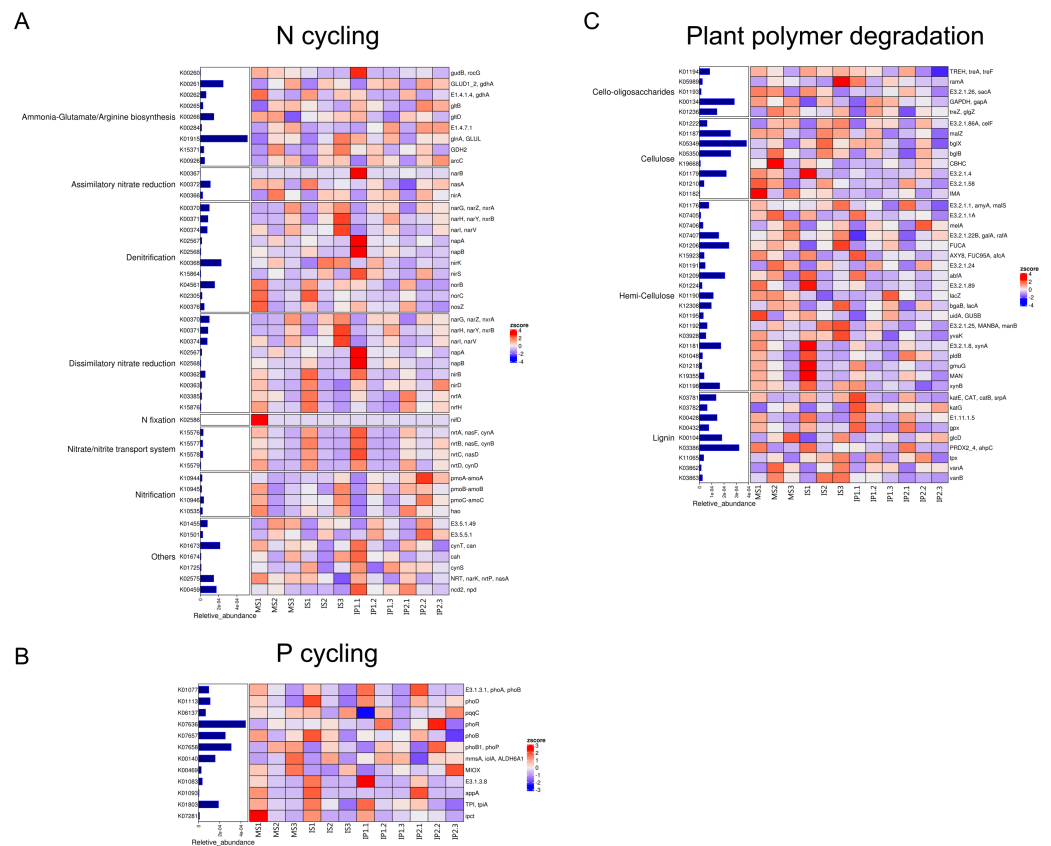 A
N cycling
K00260 gudB, rocG
K00261 GLUD1_2, gdhA
K00262 E1.4.1.4, gdhA
K00265 gltB
Ammonia-Glutamate/Arginine biosynthesis K00266 gltD
K00284 E1.4.7.1
K01915 glnA, GLUL
K15371 GDH2
K00926 arcC
K00367 narB
Assimilatory nitrate reduction K00372 nasA
K00366 nirA
K00370 narG, narZ, nxrA
K00371 narH, narY, nxrB
K00374 narI, narV
K02567 napA
Denitrification K02568 napB
K00368 nirK
K15864 nirS
K04561 norB
K02305 norC
K00376 nosZ
K00370 narG, narZ, nxrA
K00371 narH, narY, nxrB
K00374 narI, narV
K02567 napA
Dissimilatory nitrate reduction K02568 napB
K00362 nirB
K00363 nirD
K03385 nrfA
K15876 nrfH
N fixation K02586 nifD
K15576 nrtA, nasF, cynA
Nitrate/nitrite transport system K15577 nrtB, nasE, cynB
K15578 nrtC, nasD
K15579 nrtD, cynD
K10944 pmoA-amoA
Nitrification K10945 pmoB-amoB
K10946 pmoC-amoC
K10535 hao
K01455 E3.5.1.49
K01501 E3.5.5.1
K01673 cynT, can
Others K01674 cah
K01725 cynS
K02575 NRT, narK, nrtP, nasA
K00459 ncd2, npd
0 2e-04 4e-04
Reletive_abundance
MS1 MS2 MS3 IS1 IS2 IS3 IP1.1 IP1.2 IP1.3 IP2.1 IP2.2 IP2.3
zscore
4
2
0
-2
-4
B
P cycling
K01077 E3.1.3.1, phoA, phoB
K01113 phoD
K06137 pqqC
K07636 phoR
K07657 phoB
K07658 phoB1, phoP
K00140 mmsA, iolA, ALDH6A1
K00469 MIOX
K01083 E3.1.3.8
K01093 appA
K01803 TPI, tpiA
K07281 ipct
0 2e-04 4e-04
Reletive_abundance
MS1 MS2 MS3 IS1 IS2 IS3 IP1.1 IP1.2 IP1.3 IP2.1 IP2.2 IP2.3
zscore
3
2
1
0
-1
-2
-3
C
Plant polymer degradation
K01194 TREH, treA, treF
K05989 ramA
Cello-oligosaccharides K01193 E3.2.1.26, sacA
K00134 GAPDH, gapA
K01236 treZ, glgZ
K01222 E3.2.1.86A, celF
K01187 malZ
K05349 bglX
Cellulose K05350 bglB
K19668 CBHC
K01179 E3.2.1.4
K01210 E3.2.1.58
K01182 IMA
K01176 E3.2.1.1, amyA, malS
K07405 E3.2.1.1A
K07406 melA
K07407 E3.2.1.22B, galA, rafA
K01206 FUCA
K15923 AXY8, FUC95A, afcA
K01191 E3.2.1.24
K01209 abfA
K01224 E3.2.1.89
Hemi-Cellulose K01190 lacZ
K12308 bgaB, lacA
K01195 uidA, GUSB
K01192 E3.2.1.25, MANBA, manB
K03928 yvaK
K01181 E3.2.1.8, xynA
K01048 pldB
K01218 gmuG
K19355 MAN
K01198 xynB
K03781 katE, CAT, catB, srpA
K03782 katG
K00428 E1.11.1.5
K00432 gpx
Lignin K00104 glcD
K03386 PRDX2_4, ahpC
K11065 tpx
K03862 vanA
K03863 vanB
0 1e-04 2e-04 3e-04 4e-04
Reletive_abundance
MS1 MS2 MS3 IS1 IS2 IS3 IP1.1 IP1.2 IP1.3 IP2.1 IP2.2 IP2.3
zscore
4
2
0
-2
-4